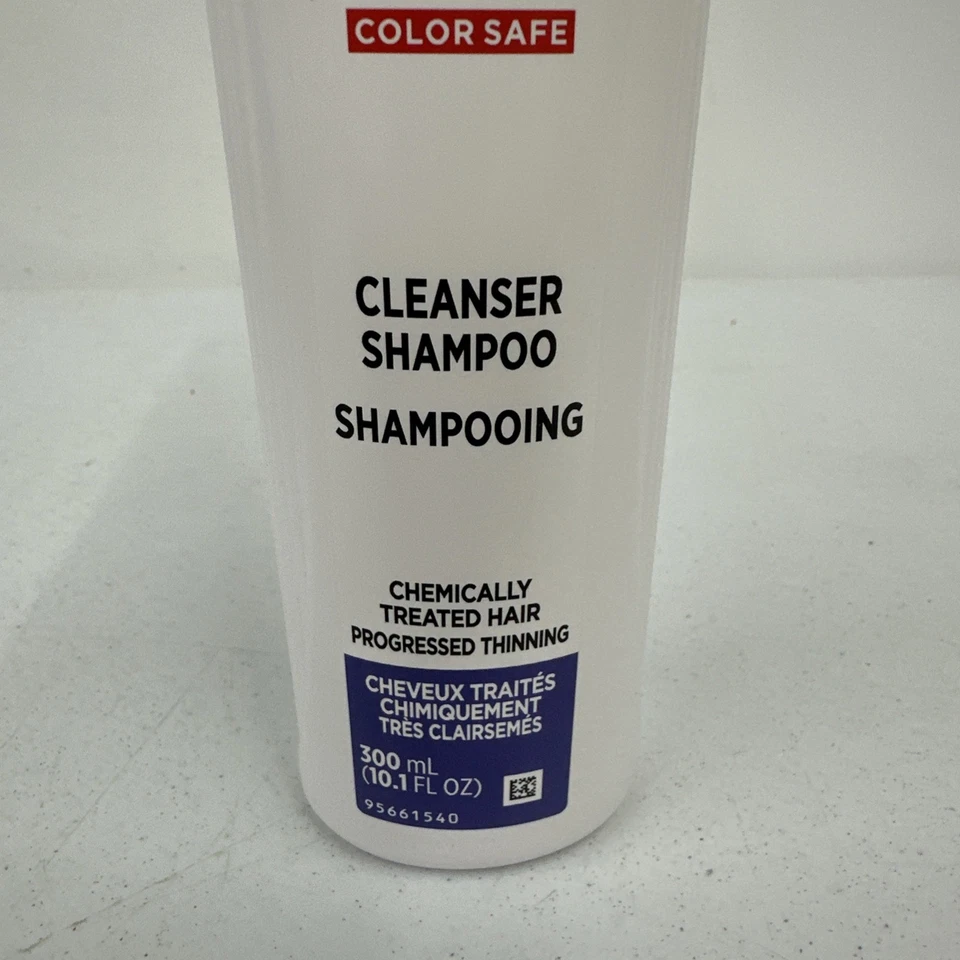 COLOR SAFE
CLEANSER
SHAMPOO
SHAMPOOING
CHEMICALLY
TREATED HAIR
PROGRESSED THINNING
CHEVEUX TRAITÉS
CHIMIQUEMENT
TRÈS CLAIRSEMÉS
300 mL
(10.1 FL OZ)
95661540